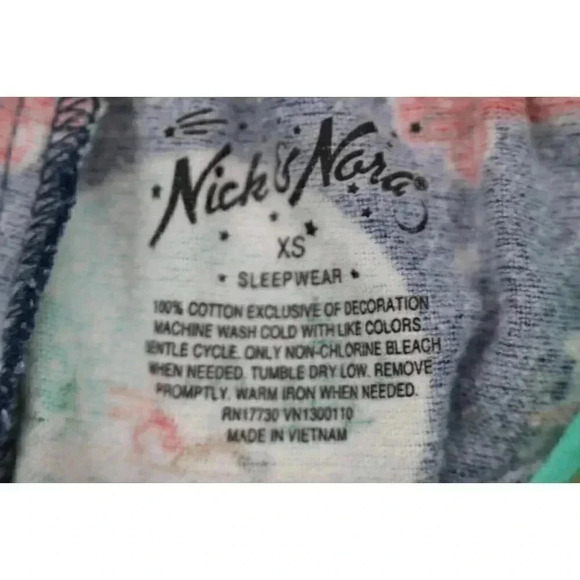 Nick & Nora
XS
SLEEPWEAR
100% COTTON EXCLUSIVE OF DECORATION
MACHINE WASH COLD WITH LIKE COLORS.
GENTLE CYCLE. ONLY NON-CHLORINE BLEACH
WHEN NEEDED. TUMBLE DRY LOW. REMOVE
PROMPTLY. WARM IRON WHEN NEEDED.
RN17730 VN1300110
MADE IN VIETNAM